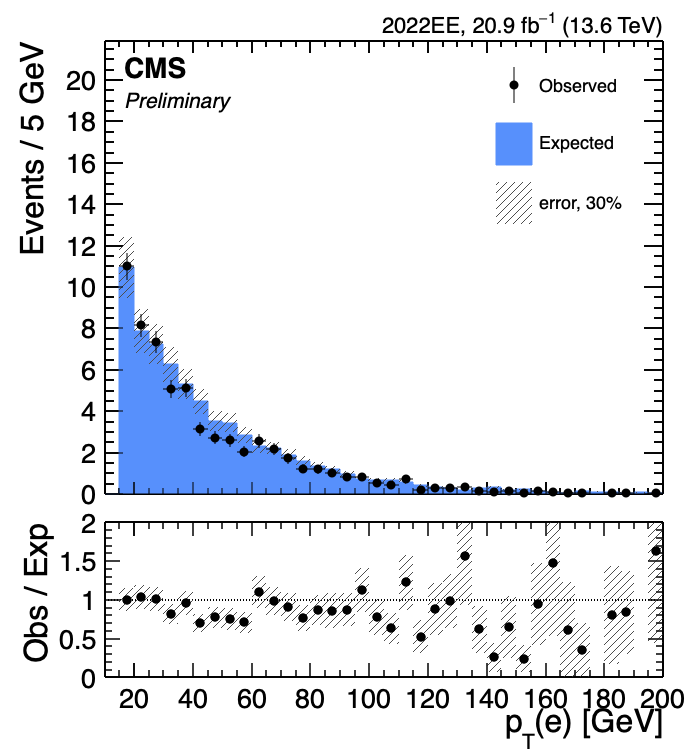 2022EE, 20.9 fb⁻¹ (13.6 TeV)
CMS
Preliminary
Observed
Expected
error, 30%
Events / 5 GeV
20
18
16
14
12
10
8
6
4
2
0
Obs / Exp
2
1.5
1
0.5
0
20 40 60 80 100 120 140 160 180 200
p_T(e) [GeV]